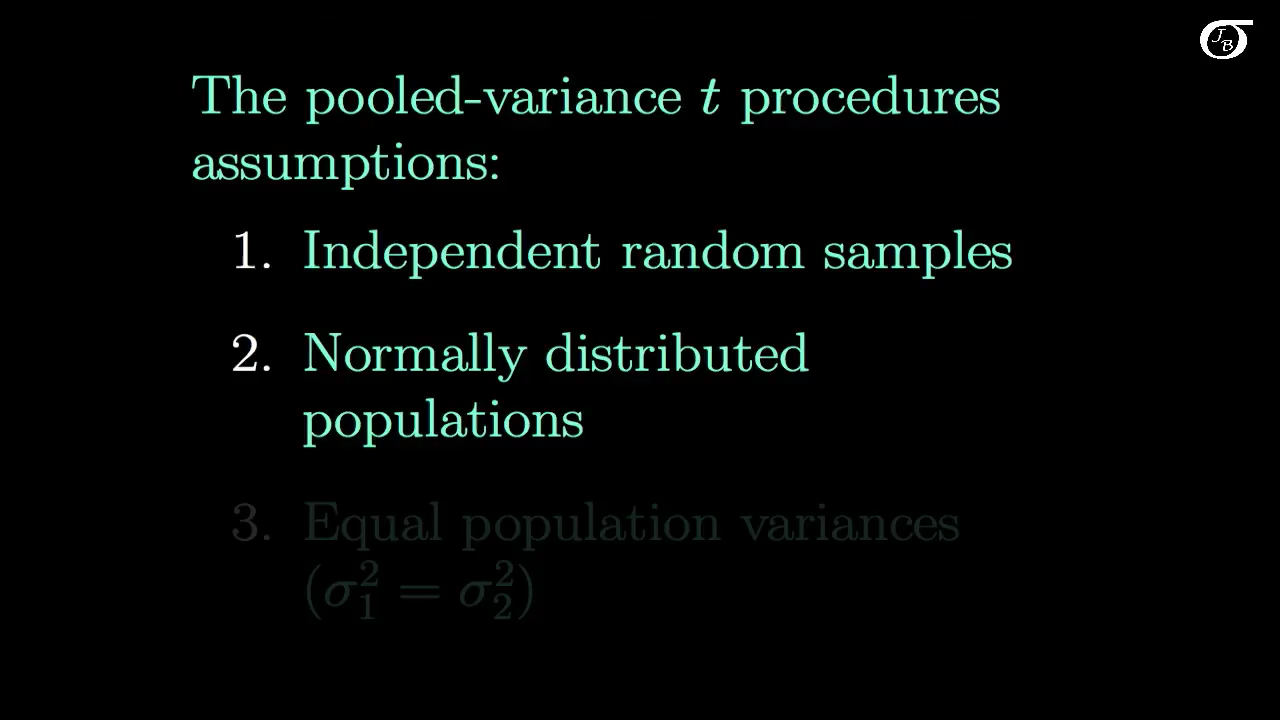 The pooled-variance t procedures
assumptions:
1. Independent random samples
2. Normally distributed
populations
3. Equal population variances
(σ₁² = σ₂²)
JB